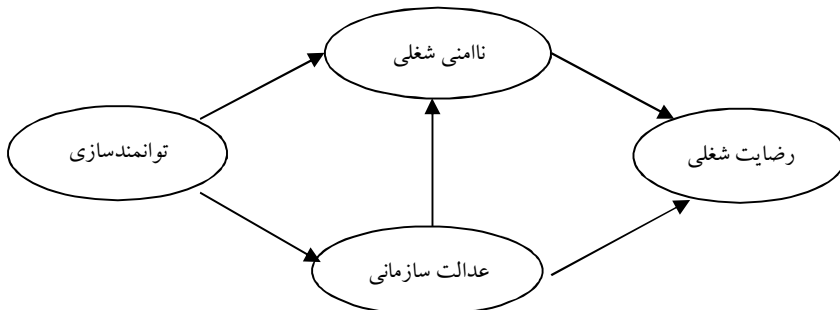 ناامنی شغلی
توانمندسازی
رضایت شغلی
عدالت سازمانی